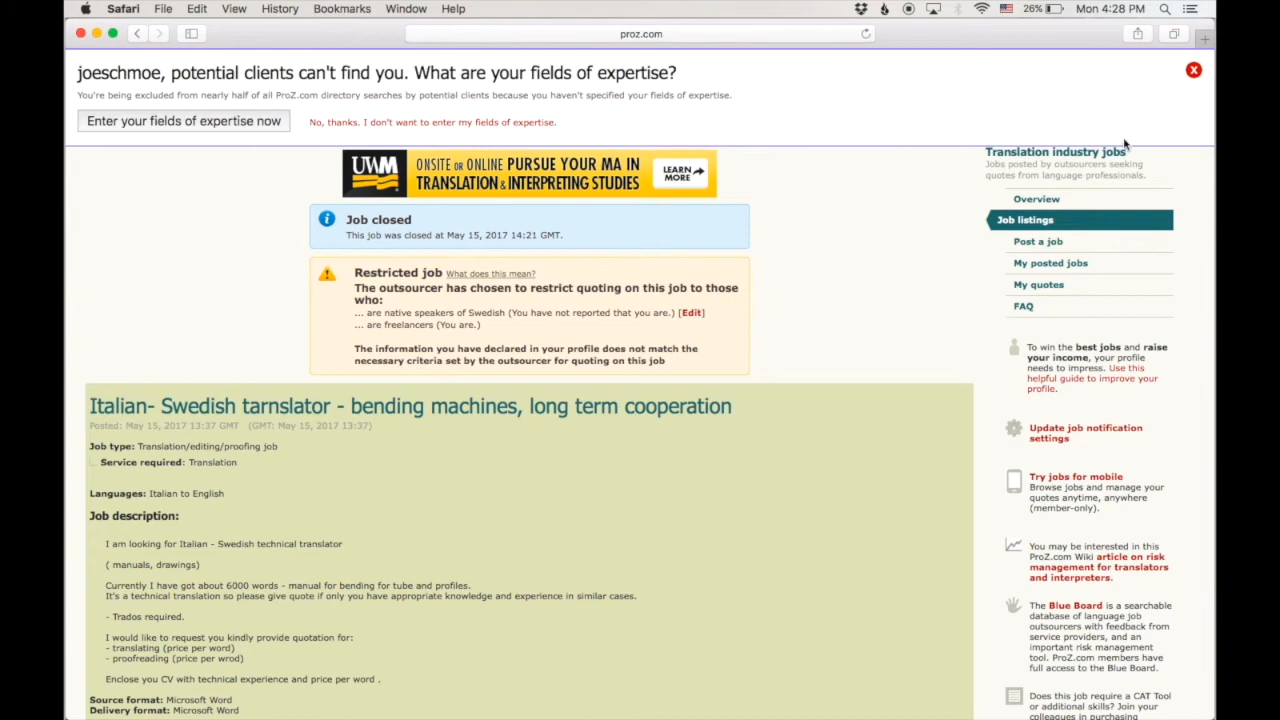 Safari File Edit View History Bookmarks Window Help 26% Mon 4:28 PM
proz.com
joeschmoe, potential clients can't find you. What are your fields of expertise?
You're being excluded from nearly half of all ProZ.com directory searches by potential clients because you haven't specified your fields of expertise.
Enter your fields of expertise now No, thanks. I don't want to enter my fields of expertise.
UWM ONSITE OR ONLINE PURSUE YOUR MA IN
TRANSLATION & INTERPRETING STUDIES
LEARN
MORE
Job closed
This job was closed at May 15, 2017 14:21 GMT.
Restricted job What does this mean?
The outsourcer has chosen to restrict quoting on this job to those
who:
... are native speakers of Swedish (You have not reported that you are.) [Edit]
... are freelancers (You are.)
The information you have declared in your profile does not match the
necessary criteria set by the outsourcer for quoting on this job
Italian- Swedish tarnslator - bending machines, long term cooperation
Posted: May 15, 2017 13:37 GMT (GMT: May 15, 2017 13:37)
Job type: Translation/editing/proofing job
Service required: Translation
Languages: Italian to English
Job description:
I am looking for Italian - Swedish technical translator
( manuals, drawings)
Currently I have got about 6000 words - manual for bending for tube and profiles.
It's a technical translation so please give quote if only you have appropriate knowledge and experience in similar cases.
- Trados required.
I would like to request you kindly provide quotation for:
- translating (price per word)
- proofreading (price per wrod)
Enclose you CV with technical experience and price per word .
Source format: Microsoft Word
Delivery format: Microsoft Word
Translation industry jobs
Jobs posted by outsourcers seeking
quotes from language professionals.
Overview
Job listings
Post a job
My posted jobs
My quotes
FAQ
To win the best jobs and raise
your income, your profile
needs to impress. Use this
helpful guide to improve your
profile.
Update job notification
settings
Try jobs for mobile
Browse jobs and manage your
quotes anytime, anywhere
(member-only).
You may be interested in this
ProZ.com Wiki article on risk
management for translators
and interpreters.
The Blue Board is a searchable
database of language job
outsourcers with feedback from
service providers, and an
important risk management
tool. ProZ.com members have
full access to the Blue Board.
Does this job require a CAT Tool
or additional skills? Join your
colleagues in purchasing